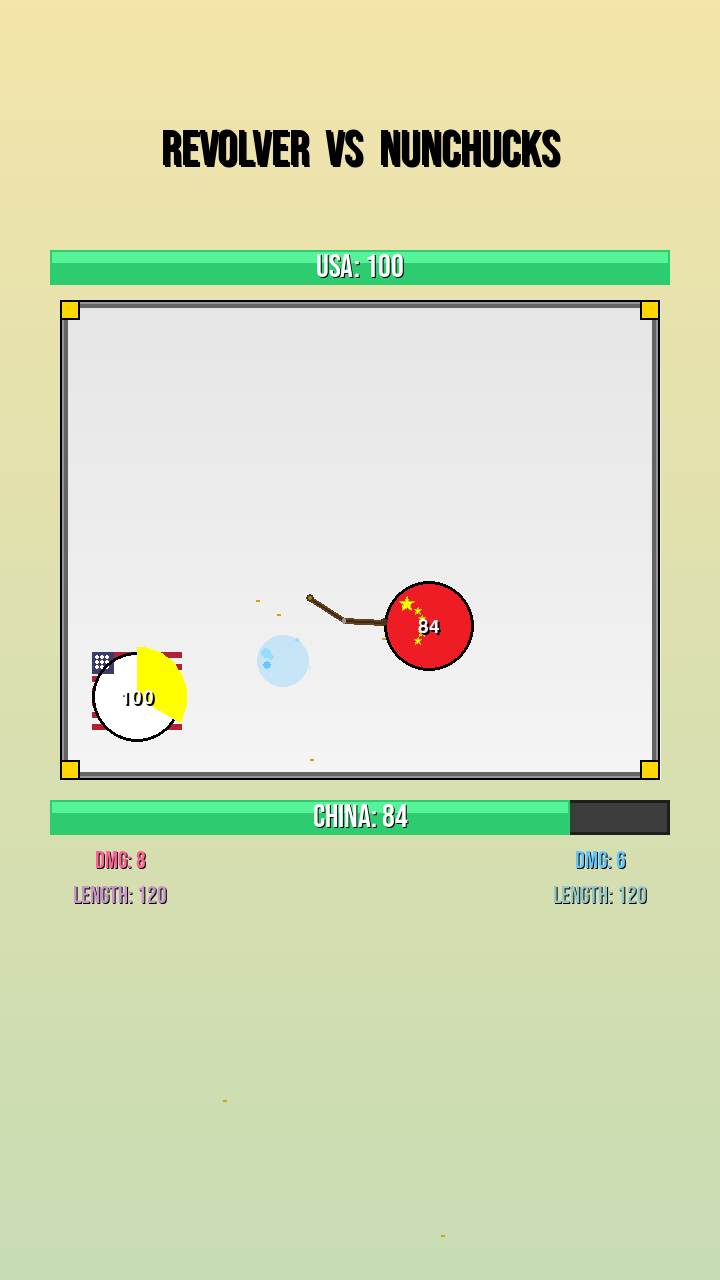 REVOLVER VS NUNCHUCKS
USA: 100
84
100
CHINA: 84
DMG: 8
DMG: 6
LENGTH: 120
LENGTH: 120